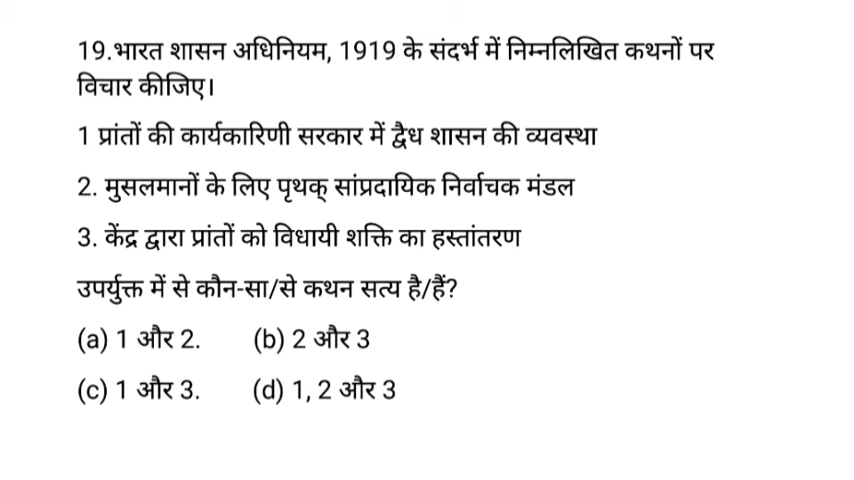 19.भारत शासन अधिनियम, 1919 के संदर्भ में निम्नलिखित कथनों पर
विचार कीजिए।
1 प्रांतों की कार्यकारिणी सरकार में द्वैध शासन की व्यवस्था
2. मुसलमानों के लिए पृथक् सांप्रदायिक निर्वाचक मंडल
3. केंद्र द्वारा प्रांतों को विधायी शक्ति का हस्तांतरण
उपर्युक्त में से कौन-सा/से कथन सत्य है/हैं?
(a) 1 और 2. (b) 2 और 3
(c) 1 और 3. (d) 1, 2 और 3